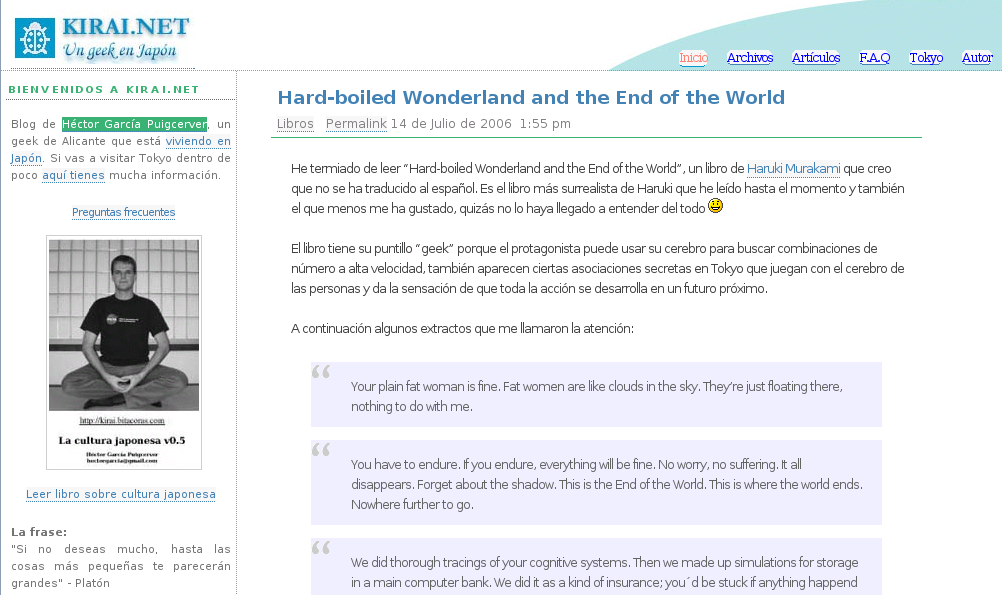 KIRAI.NET
Un geek en Japón
Inicio Archivos Artículos F.A.Q Tokyo Autor
BIENVENIDOS A KIRAI.NET
Blog de Héctor García Puigcerver, un
geek de Alicante que está viviendo en
Japón. Si vas a visitar Tokyo dentro de
poco aquí tienes mucha información.
Preguntas frecuentes
http://kirai.bitacoras.com
La cultura japonesa v0.5
Héctor García Puigcerver
hectorgarcia@gmail.com
Leer libro sobre cultura japonesa
La frase:
"Si no deseas mucho, hasta las
cosas más pequeñas te parecerán
grandes" - Platón
Hard-boiled Wonderland and the End of the World
Libros Permalink 14 de Julio de 2006 1:55 pm
He termiado de leer “Hard-boiled Wonderland and the End of the World”, un libro de Haruki Murakami que creo
que no se ha traducido al español. Es el libro más surrealista de Haruki que he leído hasta el momento y también
el que menos me ha gustado, quizás no lo haya llegado a entender del todo
El libro tiene su puntillo “geek” porque el protagonista puede usar su cerebro para buscar combinaciones de
número a alta velocidad, también aparecen ciertas asociaciones secretas en Tokyo que juegan con el cerebro de
las personas y da la sensación de que toda la acción se desarrolla en un futuro próximo.
A continuación algunos extractos que me llamaron la atención:
“
Your plain fat woman is fine. Fat women are like clouds in the sky. They’re just floating there,
nothing to do with me.
“
You have to endure. If you endure, everything will be fine. No worry, no suffering. It all
disappears. Forget about the shadow. This is the End of the World. This is where the world ends.
Nowhere further to go.
“
We did thorough tracings of your cognitive systems. Then we made up simulations for storage
in a main computer bank. We did it as a kind of insurance; you´d be stuck if anything happend